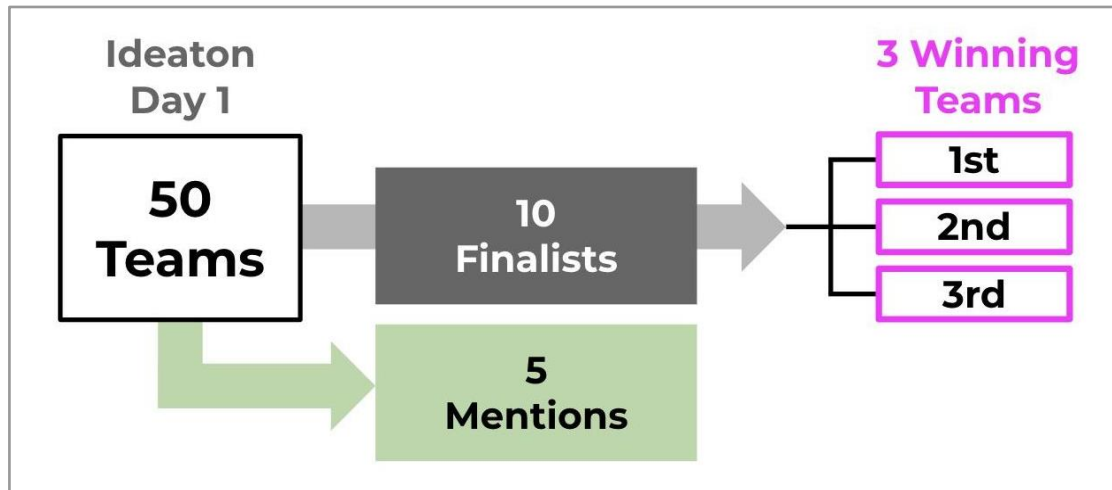 Ideaton
Day 1
50
Teams
10
Finalists
5
Mentions
3 Winning
Teams
1st
2nd
3rd